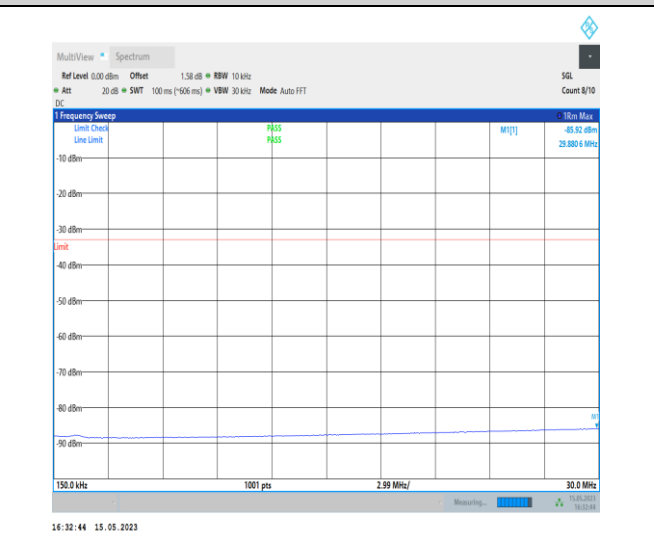 MultiView Spectrum
Ref Level 0.00 dBm Offset 1.58 dB RBW 10 kHz SGL
Att 20 dB SWT 100 ms (~606 ms) VBW 30 kHz Mode Auto FFT Count 8/10
DC
1 Frequency Sweep 1Rm Max
Limit Check PASS M1[1] -85.92 dBm
Line Limit PASS 29.880 6 MHz
-10 dBm
-20 dBm
-30 dBm
Limit
-40 dBm
-50 dBm
-60 dBm
-70 dBm
-80 dBm
M1
-90 dBm
150.0 kHz 1001 pts 2.99 MHz/ 30.0 MHz
Measuring... 15.05.2023
16:32:44
16:32:44 15.05.2023